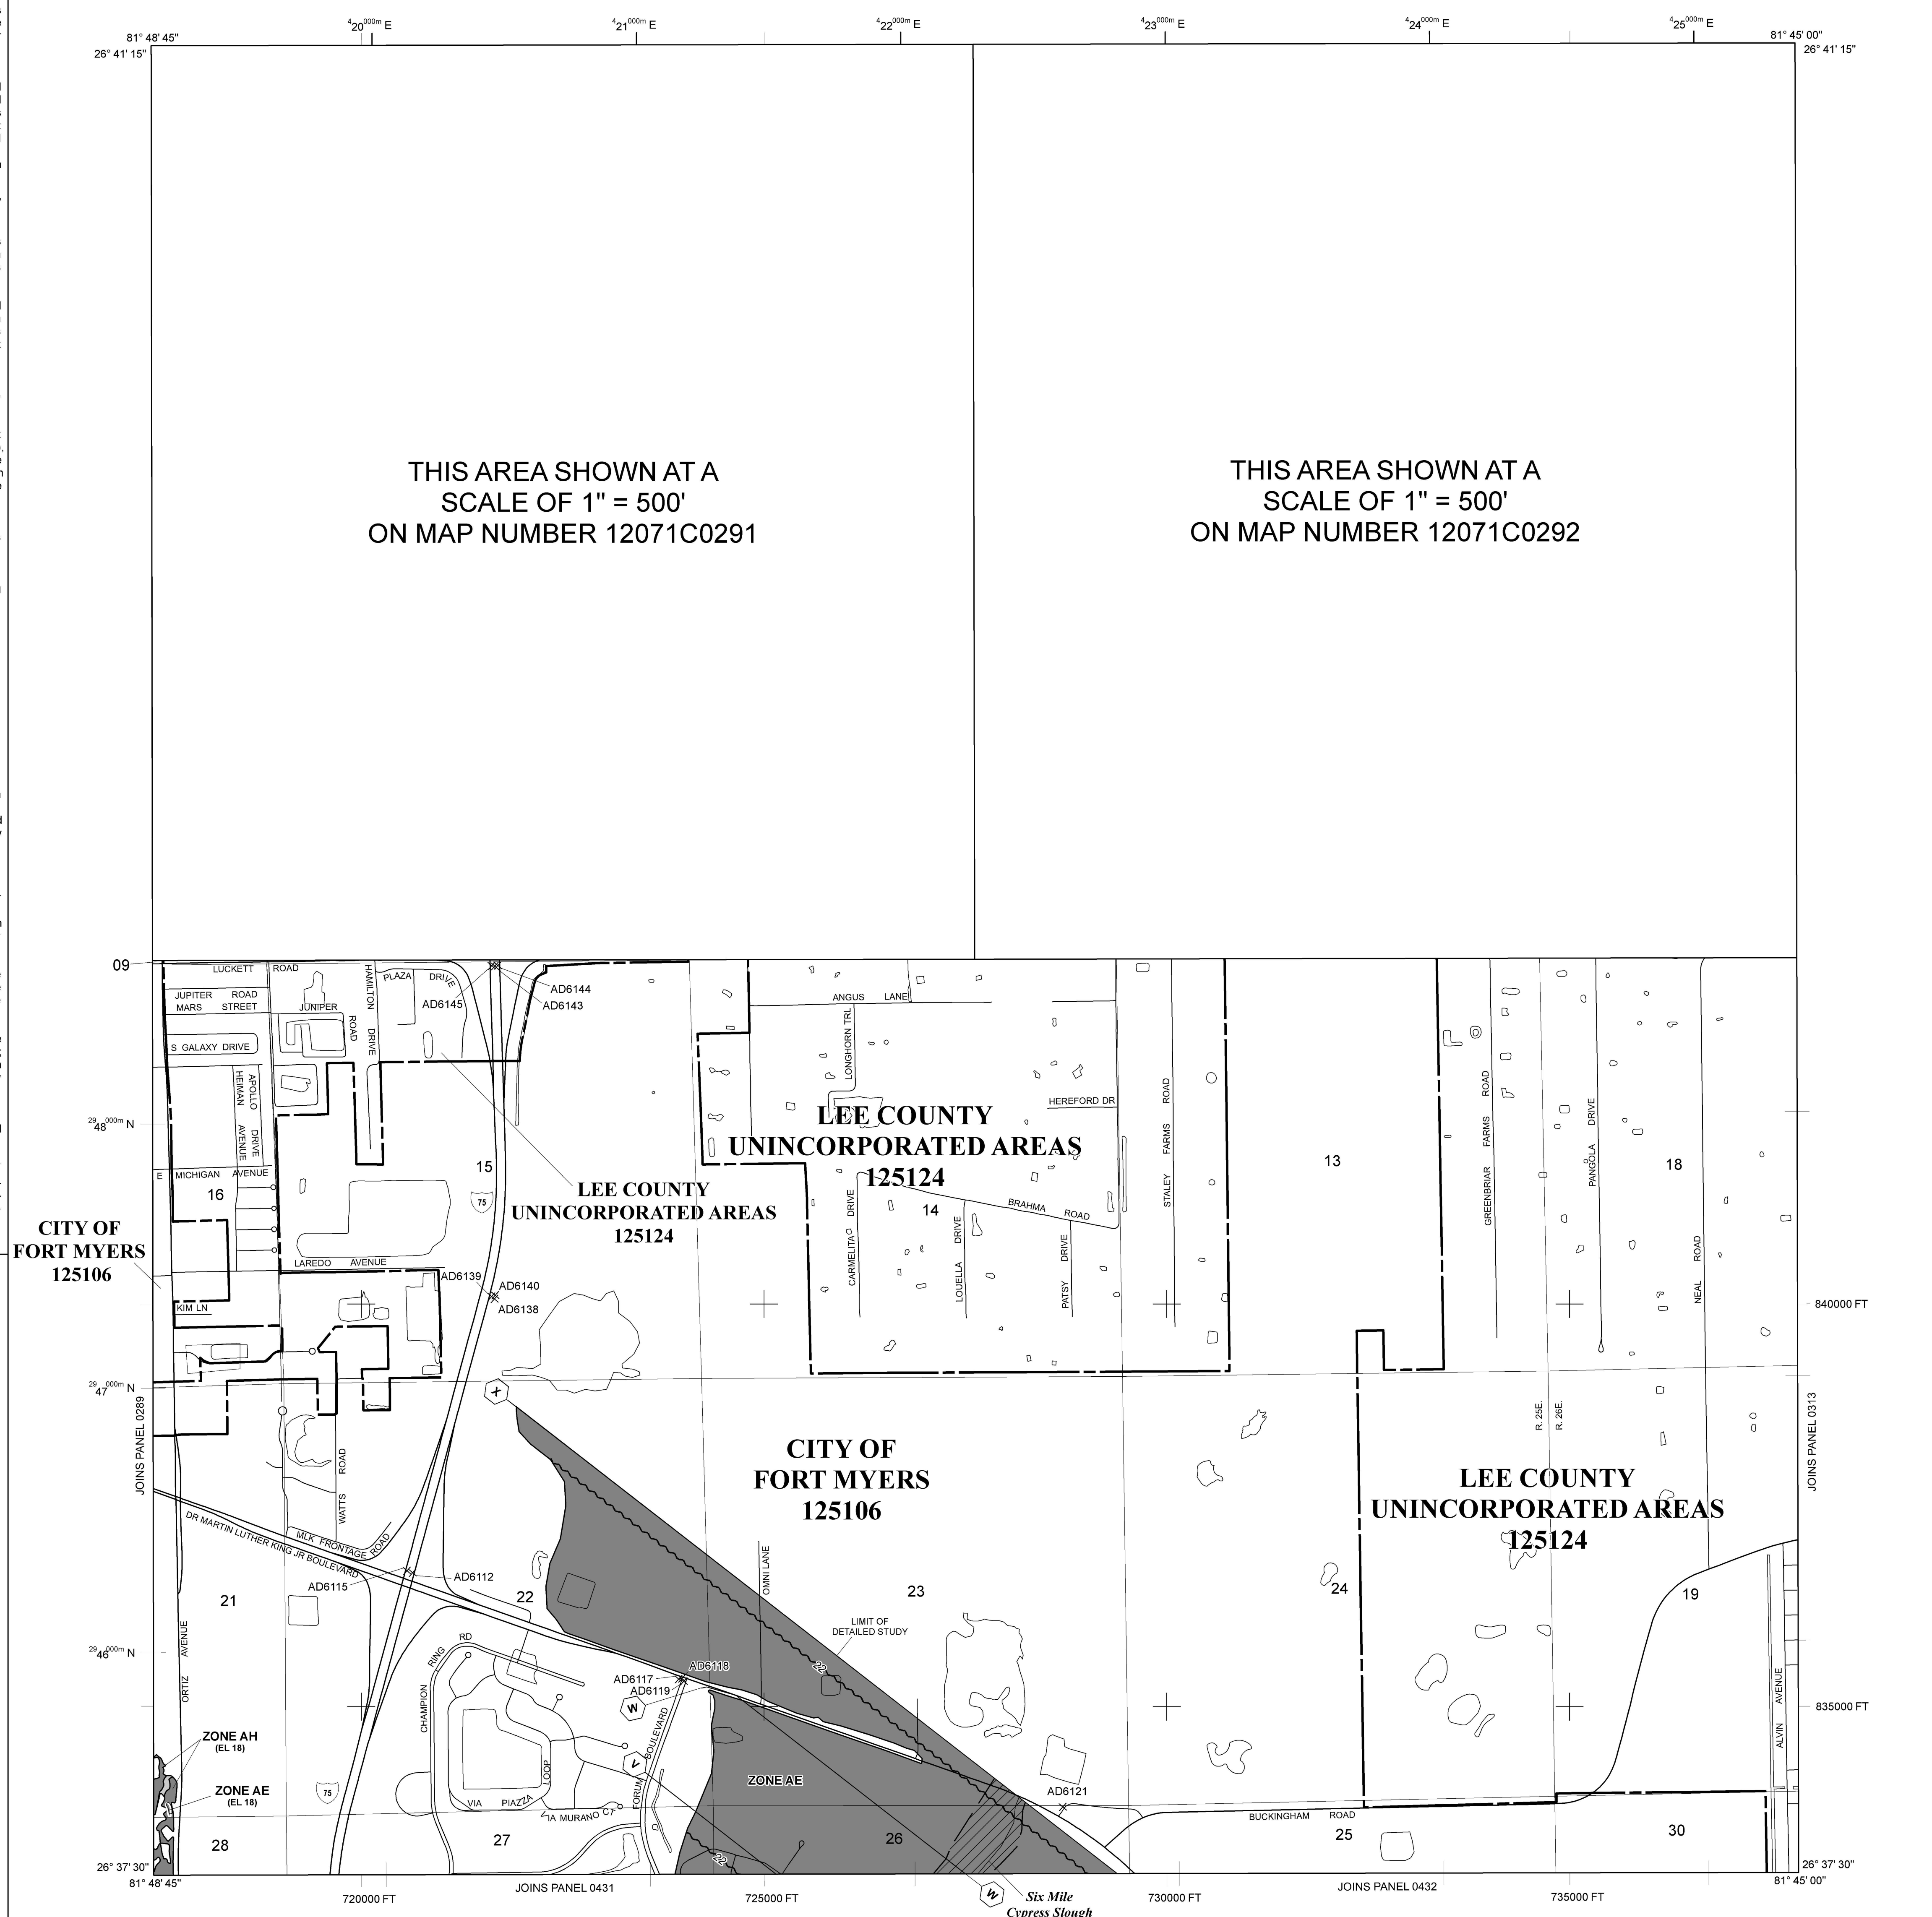 420000m E
421000m E
422000m E
423000m E
424000m E
425000m E
81° 48' 45"
81° 45' 00"
26° 41' 15"
26° 41' 15"
THIS AREA SHOWN AT A
SCALE OF 1" = 500'
ON MAP NUMBER 12071C0291
THIS AREA SHOWN AT A
SCALE OF 1" = 500'
ON MAP NUMBER 12071C0292
09
LUCKETT ROAD
HAMILTON DRIVE
PLAZA DRIVE
JUPITER ROAD
MARS STREET
JUNIPER ROAD
AD6144
AD6145
AD6143
ANGUS LANE
S GALAXY DRIVE
LONGHORN TRL
APOLLO DRIVE
HEIMAN AVENUE
HEREFORD DR
STALEY FARMS ROAD
GREENBRIAR FARMS ROAD
PANGOLA DRIVE
2948000m N
LEE COUNTY
UNINCORPORATED AREAS
125124
E MICHIGAN AVENUE
15
16
13
18
75
LEE COUNTY
UNINCORPORATED AREAS
125124
14
BRAHMA ROAD
CARMELITA DRIVE
LOUELLA DRIVE
PATSY DRIVE
NEAL ROAD
CITY OF
FORT MYERS
125106
LAREDO AVENUE
AD6139
AD6140
AD6138
KIM LN
840000 FT
2947000m N
X
JOINS PANEL 0289
JOINS PANEL 0313
R. 25E.
R. 26E.
WATTS ROAD
CITY OF
FORT MYERS
125106
LEE COUNTY
UNINCORPORATED AREAS
125124
DR MARTIN LUTHER KING JR BOULEVARD
MLK FRONTAGE ROAD
OMNI LANE
AD6115
AD6112
21
22
23
24
19
LIMIT OF
DETAILED STUDY
2946000m N
ORTIZ AVENUE
CHAMPION RING RD
22
AD6118
AD6117
AD6119
W
835000 FT
ALVIN AVENUE
ZONE AH
(EL 18)
FORUM BOULEVARD
V
LOOP
ZONE AE
(EL 18)
75
ZONE AE
AD6121
VIA PIAZZA
VIA MURANO CT
BUCKINGHAM ROAD
28
27
26
25
30
22
26° 37' 30"
26° 37' 30"
81° 48' 45"
81° 45' 00"
JOINS PANEL 0431
JOINS PANEL 0432
W
Six Mile
Cypress Slough
720000 FT
725000 FT
730000 FT
735000 FT